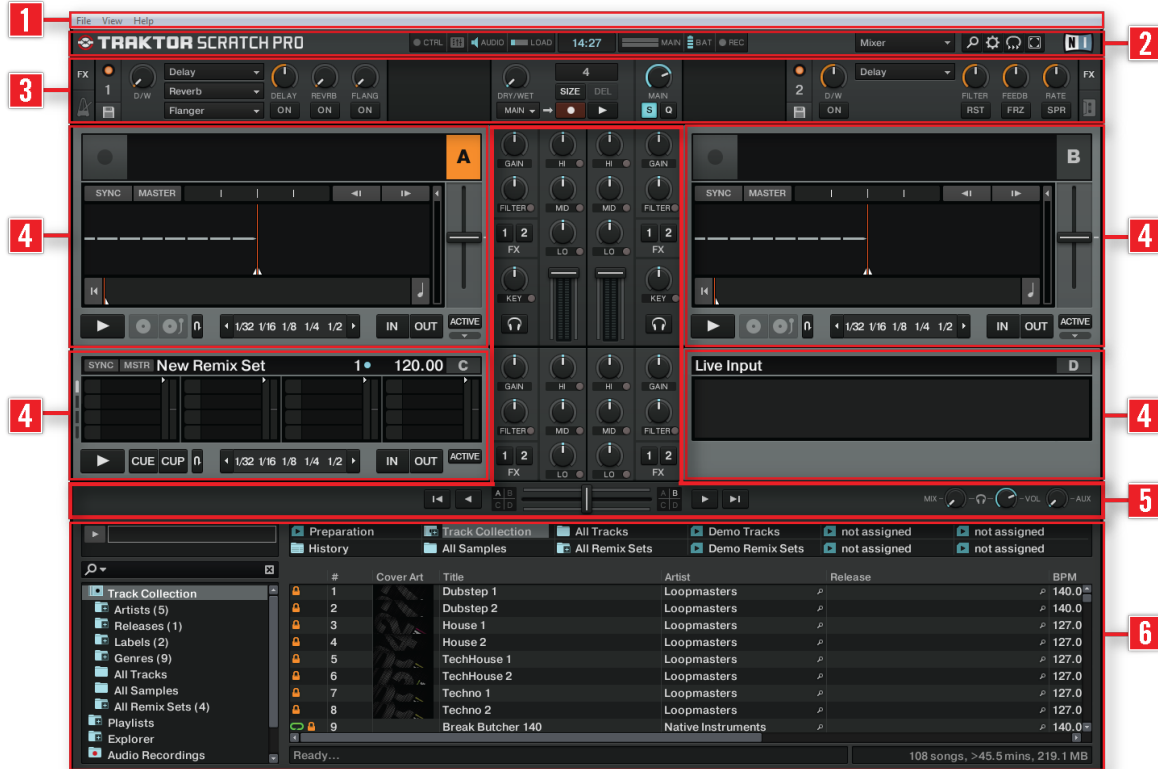 1
File View Help
2
TRAKTOR SCRATCH PRO
CTRL AUDIO LOAD 14:27 MAIN BAT REC
Mixer
3
FX
1
D/W
Delay
Reverb
Flanger
DELAY REVRB FLANG
ON ON ON
DRY/WET
MAIN
4
SIZE DEL
MAIN
S Q
2
D/W
ON
Delay
FILTER FEEDB RATE
RST FRZ SPR
FX
4
A
SYNC MASTER
1/32 1/16 1/8 1/4 1/2
IN OUT
ACTIVE
GAIN HI HI GAIN
FILTER MID MID FILTER
1 2 LO LO 1 2
FX FX
KEY KEY
B
SYNC MASTER
1/32 1/16 1/8 1/4 1/2
IN OUT
ACTIVE
4
4
SYNC MSTR New Remix Set 1 120.00 C
CUE CUP
1/32 1/16 1/8 1/4 1/2
IN OUT
ACTIVE
GAIN HI HI GAIN
FILTER MID MID FILTER
1 2 LO LO 1 2
FX FX
Live Input D
4
A B
C D
A B
C D
MIX VOL AUX
5
Preparation Track Collection All Tracks Demo Tracks not assigned not assigned
History All Samples All Remix Sets Demo Remix Sets not assigned not assigned
Track Collection
Artists (5)
Releases (1)
Labels (2)
Genres (9)
All Tracks
All Samples
All Remix Sets (4)
Playlists
Explorer
Audio Recordings
# Cover Art Title Artist Release BPM
1 Dubstep 1 Loopmasters 140.0
2 Dubstep 2 Loopmasters 140.0
3 House 1 Loopmasters 127.0
4 House 2 Loopmasters 127.0
5 TechHouse 1 Loopmasters 127.0
6 TechHouse 2 Loopmasters 127.0
7 Techno 1 Loopmasters 127.0
8 Techno 2 Loopmasters 127.0
9 Break Butcher 140 Native Instruments 140.0
Ready...
108 songs, >45.5 mins, 219.1 MB
6